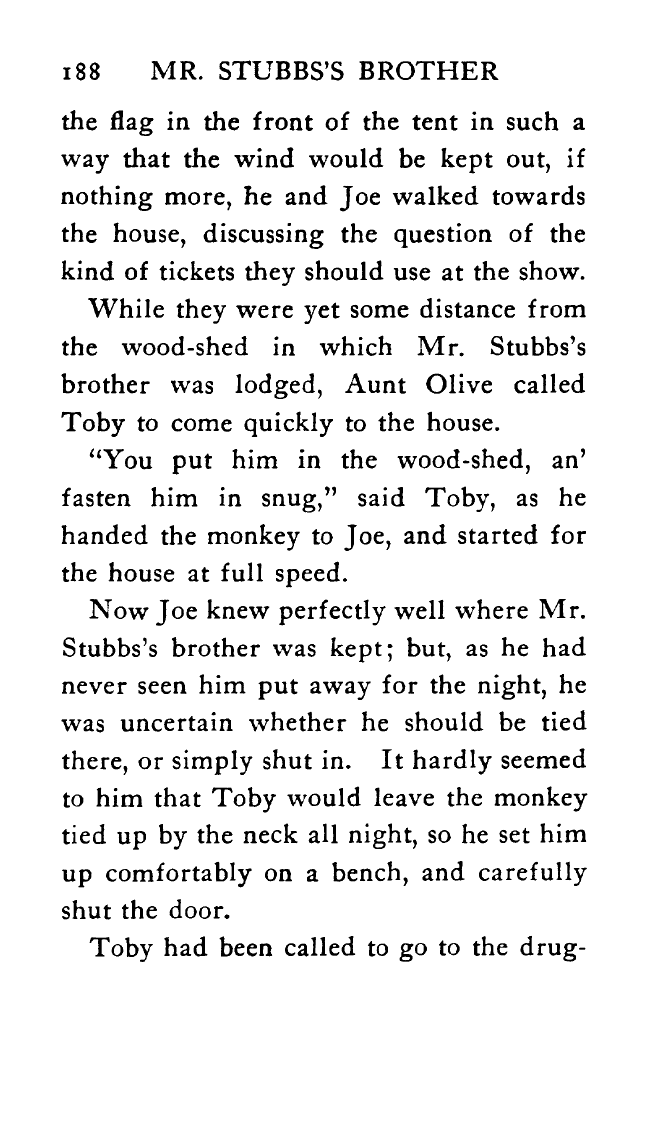 188 MR. STUBBS'S BROTHER
the flag in the front of the tent in such a
way that the wind would be kept out, if
nothing more, he and Joe walked towards
the house, discussing the question of the
kind of tickets they should use at the show.
While they were yet some distance from
the wood-shed in which Mr. Stubbs's
brother was lodged, Aunt Olive called
Toby to come quickly to the house.
“You put him in the wood-shed, an’
fasten him in snug,” said Toby, as he
handed the monkey to Joe, and started for
the house at full speed.
Now Joe knew perfectly well where Mr.
Stubbs's brother was kept; but, as he had
never seen him put away for the night, he
was uncertain whether he should be tied
there, or simply shut in. It hardly seemed
to him that Toby would leave the monkey
tied up by the neck all night, so he set him
up comfortably on a bench, and carefully
shut the door.
Toby had been called to go to the drug-